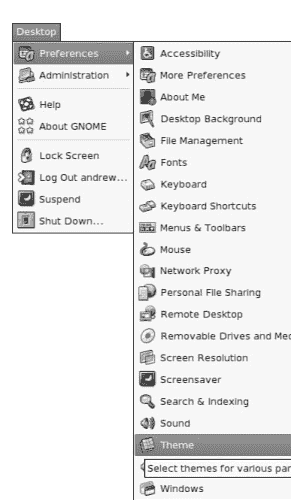 Desktop
Preferences
Administration
Help
About GNOME
Lock Screen
Log Out andrew...
Suspend
Shut Down...
Accessibility
More Preferences
About Me
Desktop Background
File Management
Fonts
Keyboard
Keyboard Shortcuts
Menus & Toolbars
Mouse
Network Proxy
Personal File Sharing
Remote Desktop
Removable Drives and Med
Screen Resolution
Screensaver
Search & Indexing
Sound
Theme
Select themes for various par
Windows